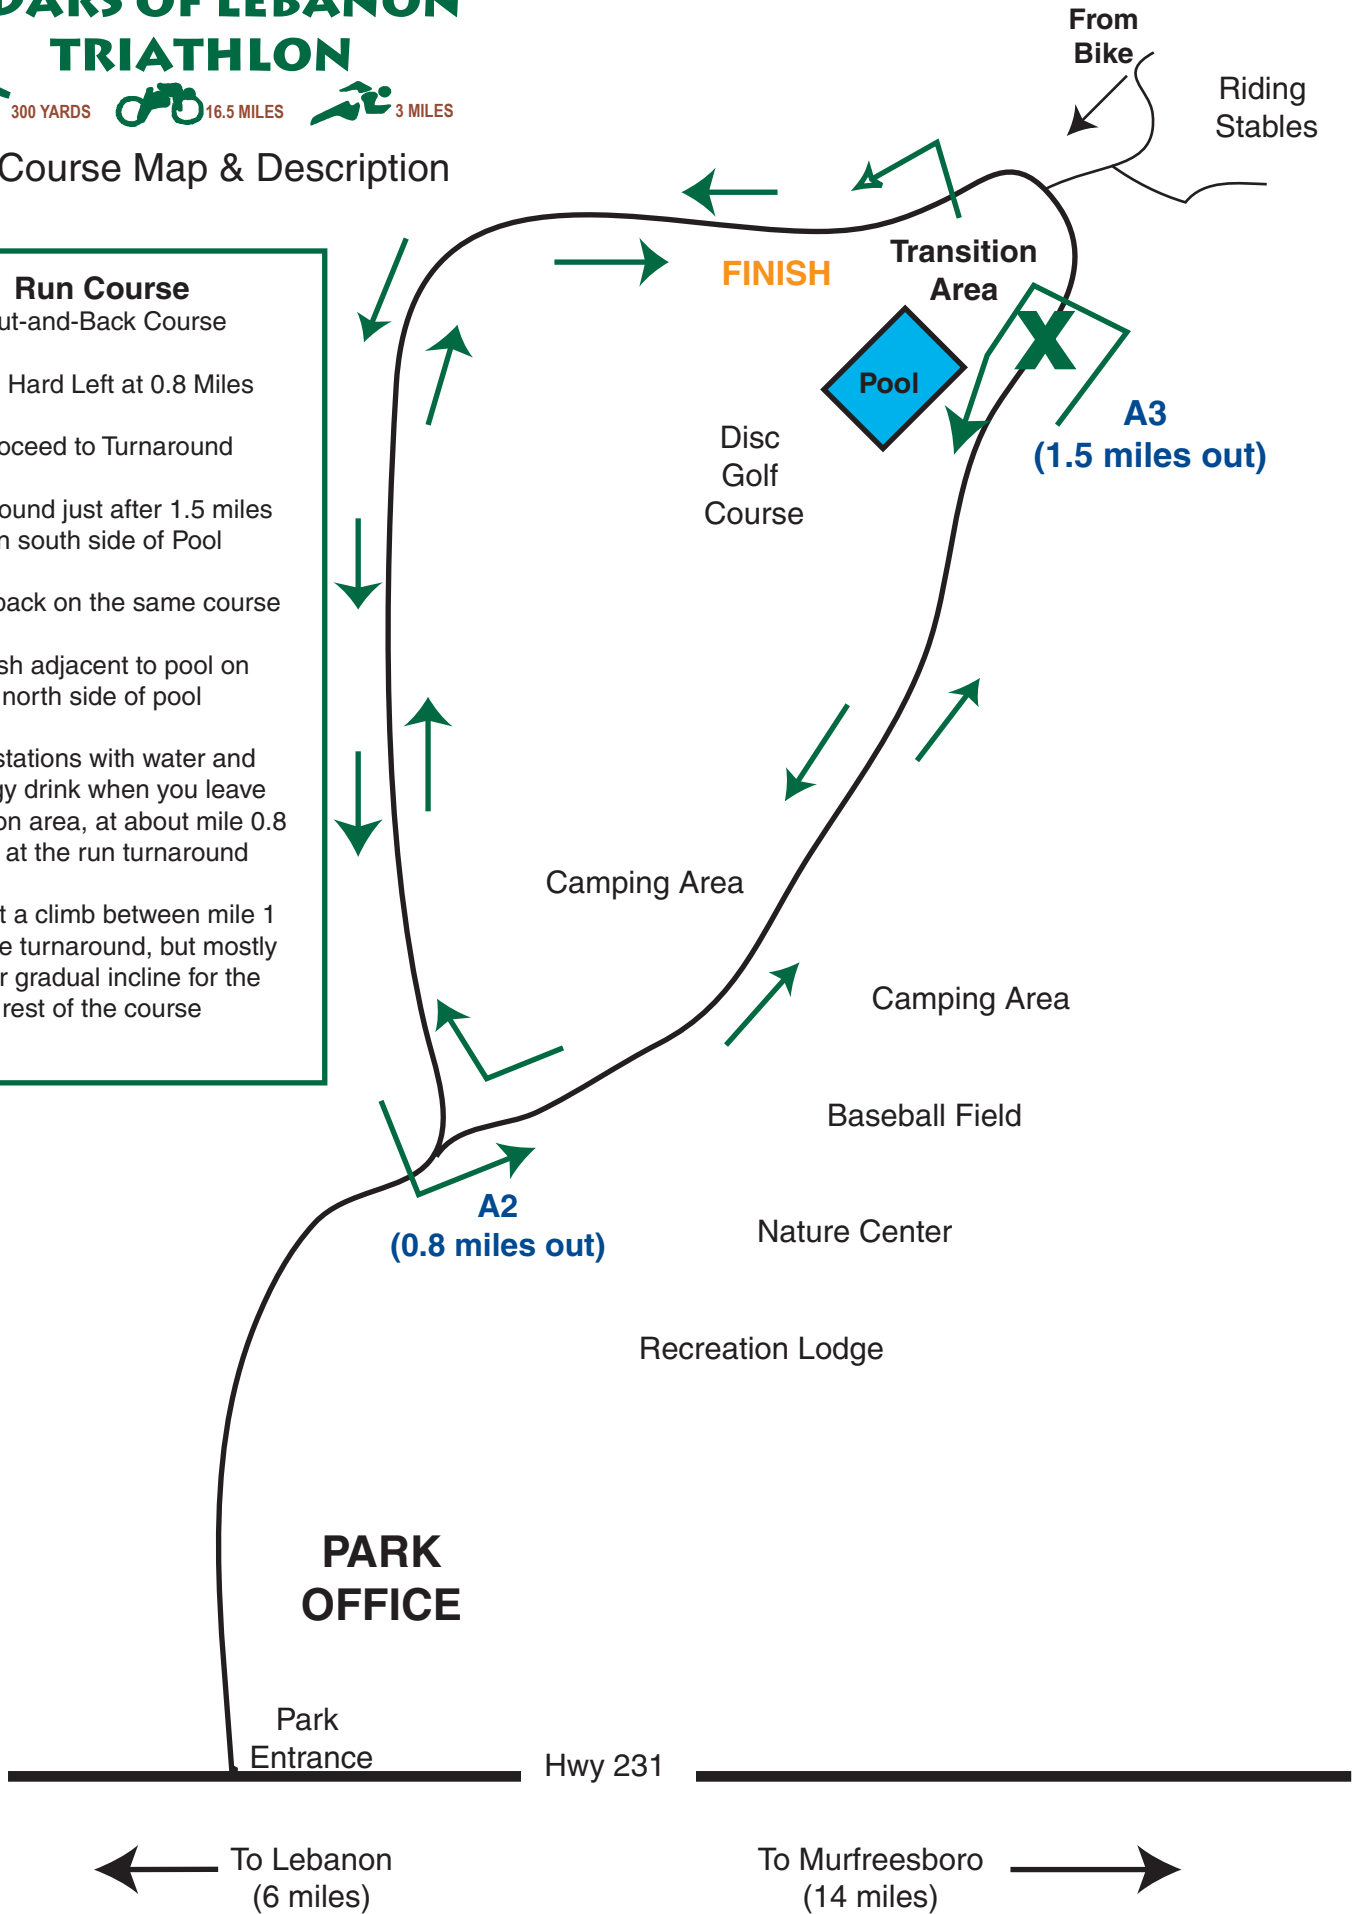 DARS OF LEBANON
TRIATHLON
300 YARDS 16.5 MILES 3 MILES
Course Map & Description
Run Course
ut-and-Back Course
Hard Left at 0.8 Miles
oceed to Turnaround
ound just after 1.5 miles
n south side of Pool
back on the same course
sh adjacent to pool on
north side of pool
stations with water and
gy drink when you leave
on area, at about mile 0.8
at the run turnaround
t a climb between mile 1
e turnaround, but mostly
r gradual incline for the
rest of the course
From
Bike
Riding
Stables
FINISH
Transition
Area
X
Pool
A3
(1.5 miles out)
Disc
Golf
Course
Camping Area
Camping Area
Baseball Field
A2
(0.8 miles out)
Nature Center
Recreation Lodge
PARK
OFFICE
Park
Entrance
Hwy 231
To Lebanon
(6 miles)
To Murfreesboro
(14 miles)